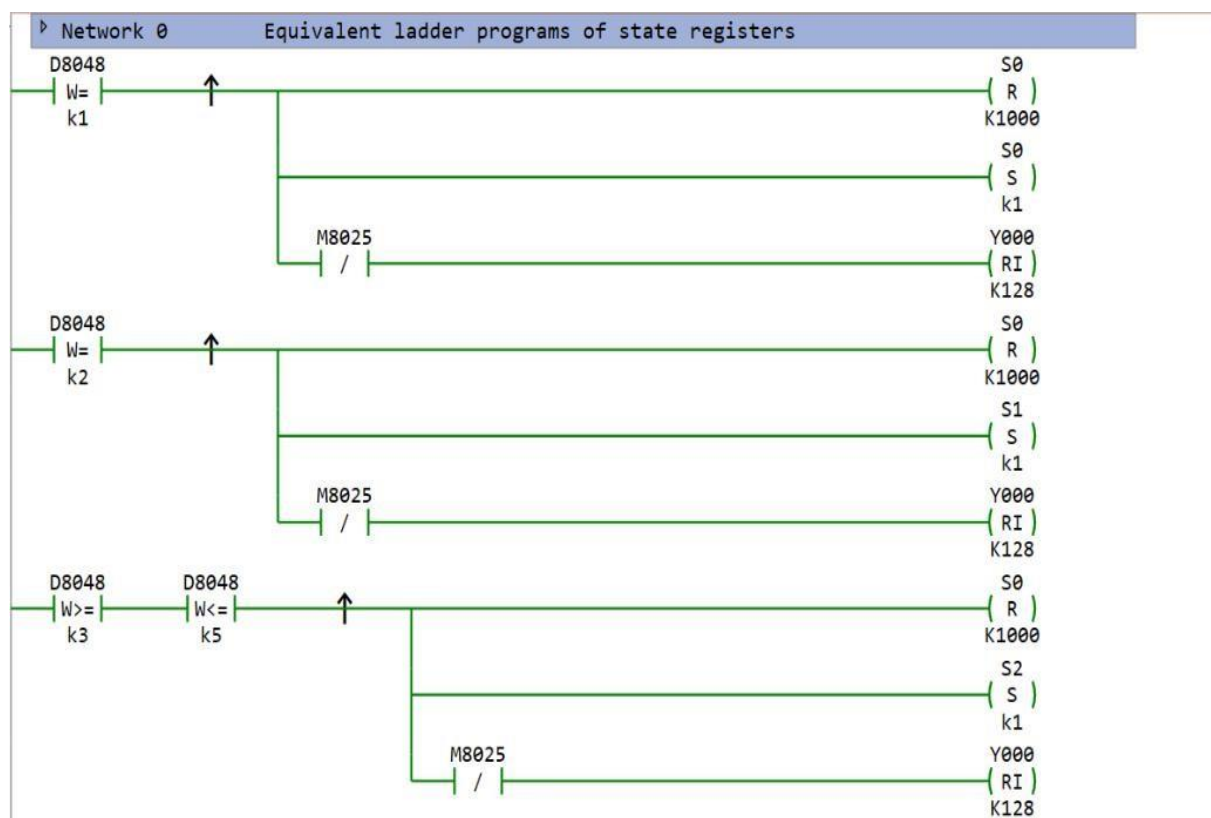 Network 0 Equivalent ladder programs of state registers
D8048 S0
W= R
k1 K1000
S0
S
k1
M8025 Y000
/ RI
K128
D8048 S0
W= R
k2 K1000
S1
S
k1
M8025 Y000
/ RI
K128
D8048 D8048 S0
W>= W<= R
k3 k5 K1000
S2
S
k1
M8025 Y000
/ RI
K128